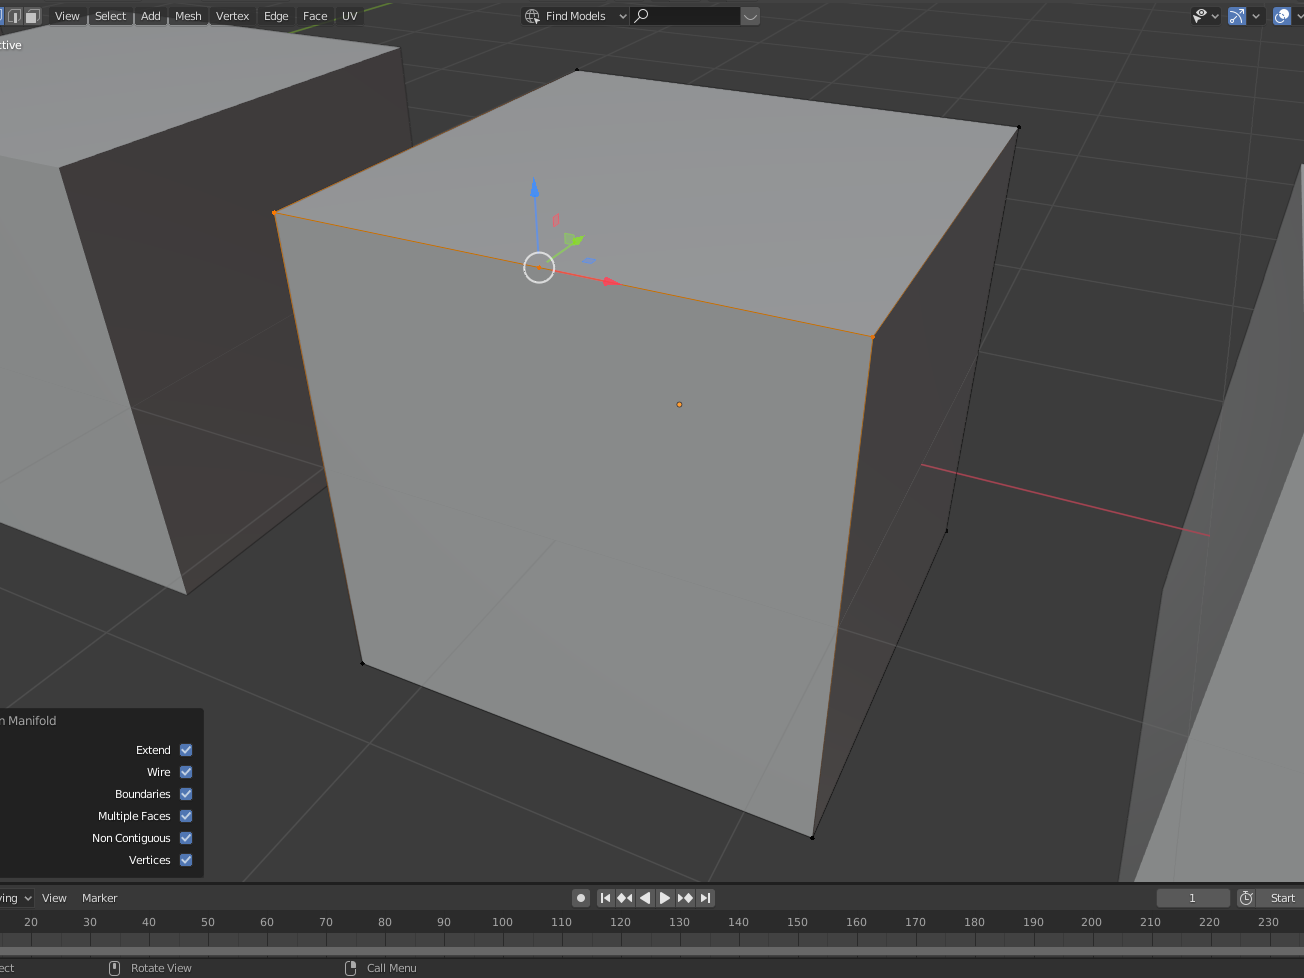 View Select Add Mesh Vertex Edge Face UV Find Models
tive
n Manifold
Extend
Wire
Boundaries
Multiple Faces
Non Contiguous
Vertices
ying View Marker 1 Start
20 30 40 50 60 70 80 90 100 110 120 130 140 150 160 170 180 190 200 210 220 230
ect Rotate View Call Menu